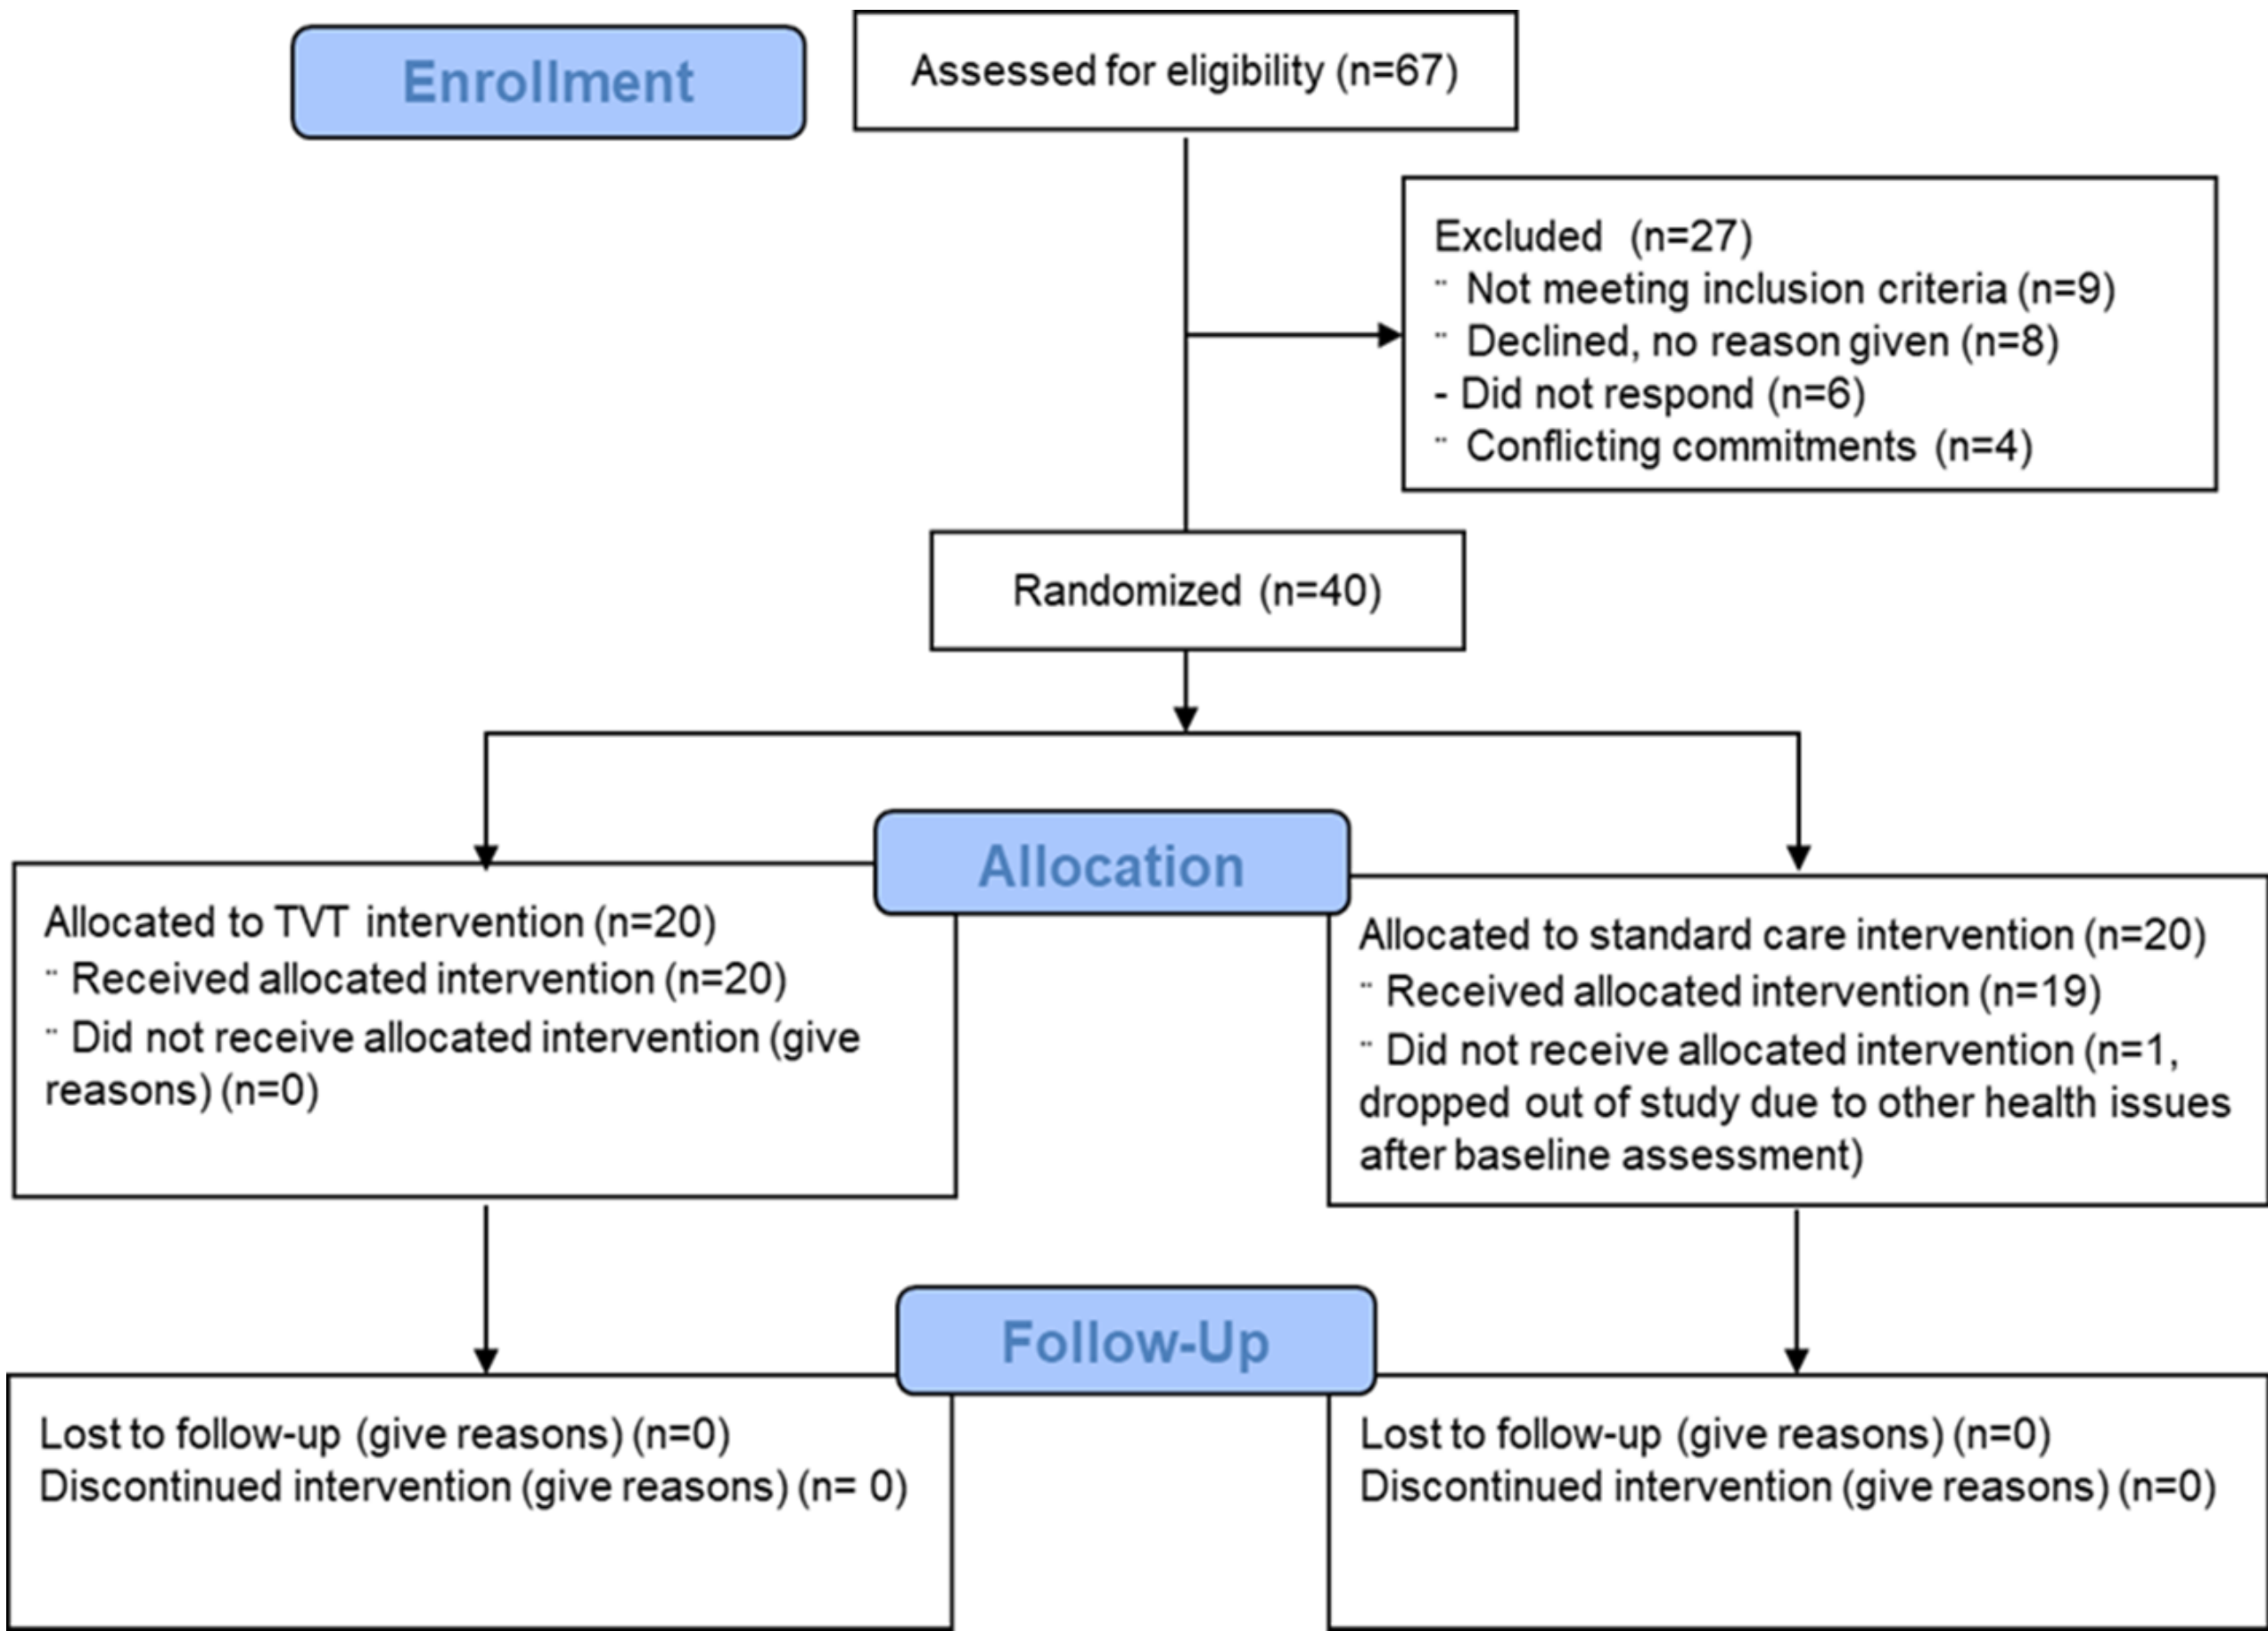 Enrollment
Assessed for eligibility (n=67)
Excluded (n=27)
¨ Not meeting inclusion criteria (n=9)
¨ Declined, no reason given (n=8)
- Did not respond (n=6)
¨ Conflicting commitments (n=4)
Randomized (n=40)
Allocation
Allocated to TVT intervention (n=20)
¨ Received allocated intervention (n=20)
¨ Did not receive allocated intervention (give
reasons) (n=0)
Allocated to standard care intervention (n=20)
¨ Received allocated intervention (n=19)
¨ Did not receive allocated intervention (n=1,
dropped out of study due to other health issues
after baseline assessment)
Follow-Up
Lost to follow-up (give reasons) (n=0)
Discontinued intervention (give reasons) (n= 0)
Lost to follow-up (give reasons) (n=0)
Discontinued intervention (give reasons) (n=0)